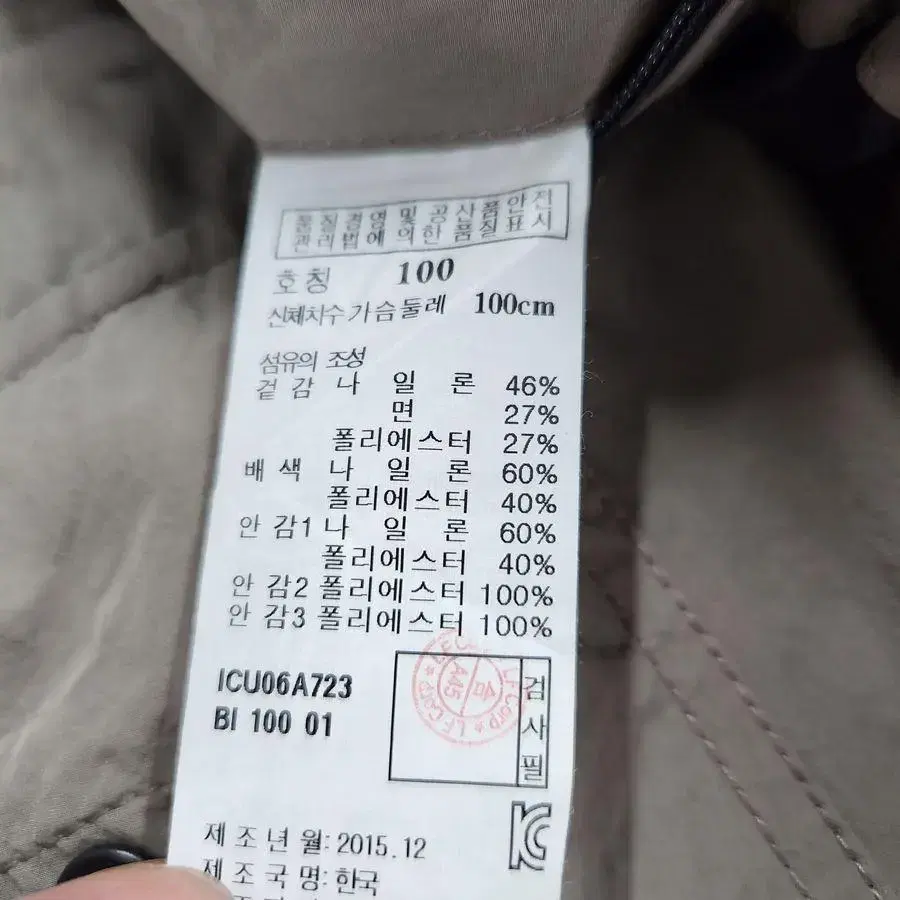 품질경영 및 공산품안전
관리법에 의한 품질표시
호칭 100
신체치수 가슴둘레 100cm
섬유의 조성
겉감 나일론 46%
면 27%
폴리에스터 27%
배색 나일론 60%
폴리에스터 40%
안감1 나일론 60%
폴리에스터 40%
안감2 폴리에스터 100%
안감3 폴리에스터 100%
ICU06A723
BI 100 01
검사필
LF Corp
A45
제조년월: 2015.12
제조국명: 한국